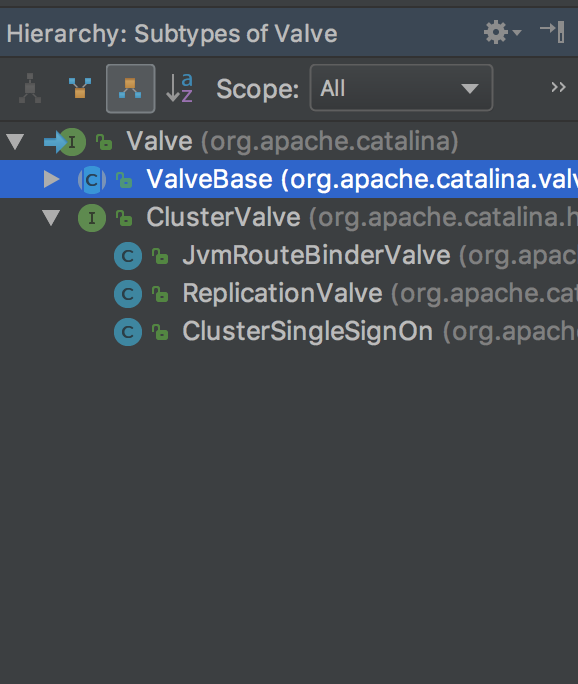 Hierarchy: Subtypes of Valve
a
z
Scope: All
I Valve (org.apache.catalina)
C ValveBase (org.apache.catalina.valv
I ClusterValve (org.apache.catalina.h
C JvmRouteBinderValve (org.apac
C ReplicationValve (org.apache.cat
C ClusterSingleSignOn (org.apach